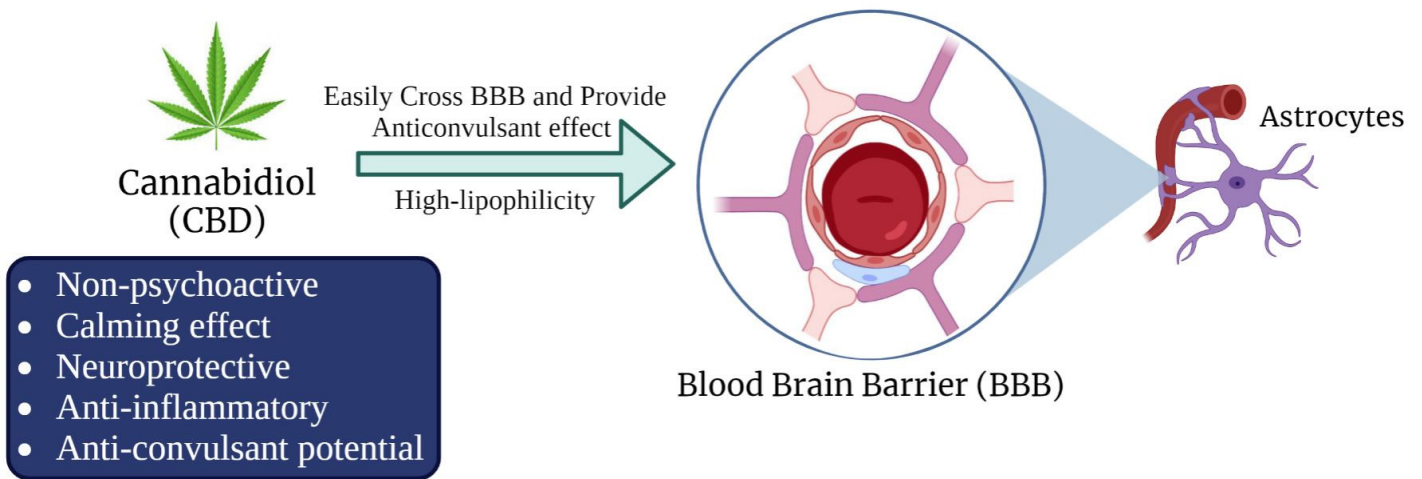 Easily Cross BBB and Provide
Anticonvulsant effect
High-lipophilicity
Cannabidiol
(CBD)
• Non-psychoactive
• Calming effect
• Neuroprotective
• Anti-inflammatory
• Anti-convulsant potential
Blood Brain Barrier (BBB)
Astrocytes